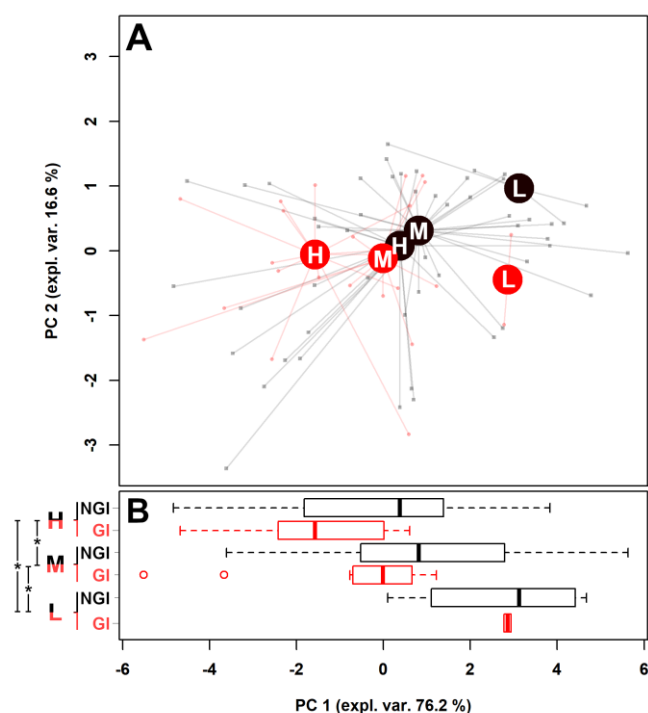 A
3
2
1
0
-1
-2
-3
PC 2 (expl. var. 16.6 %)
L
M
H
H
M
L
B
H NGI
GI
M NGI
GI
L NGI
GI
*
*
*
-6 -4 -2 0 2 4 6
PC 1 (expl. var. 76.2 %)